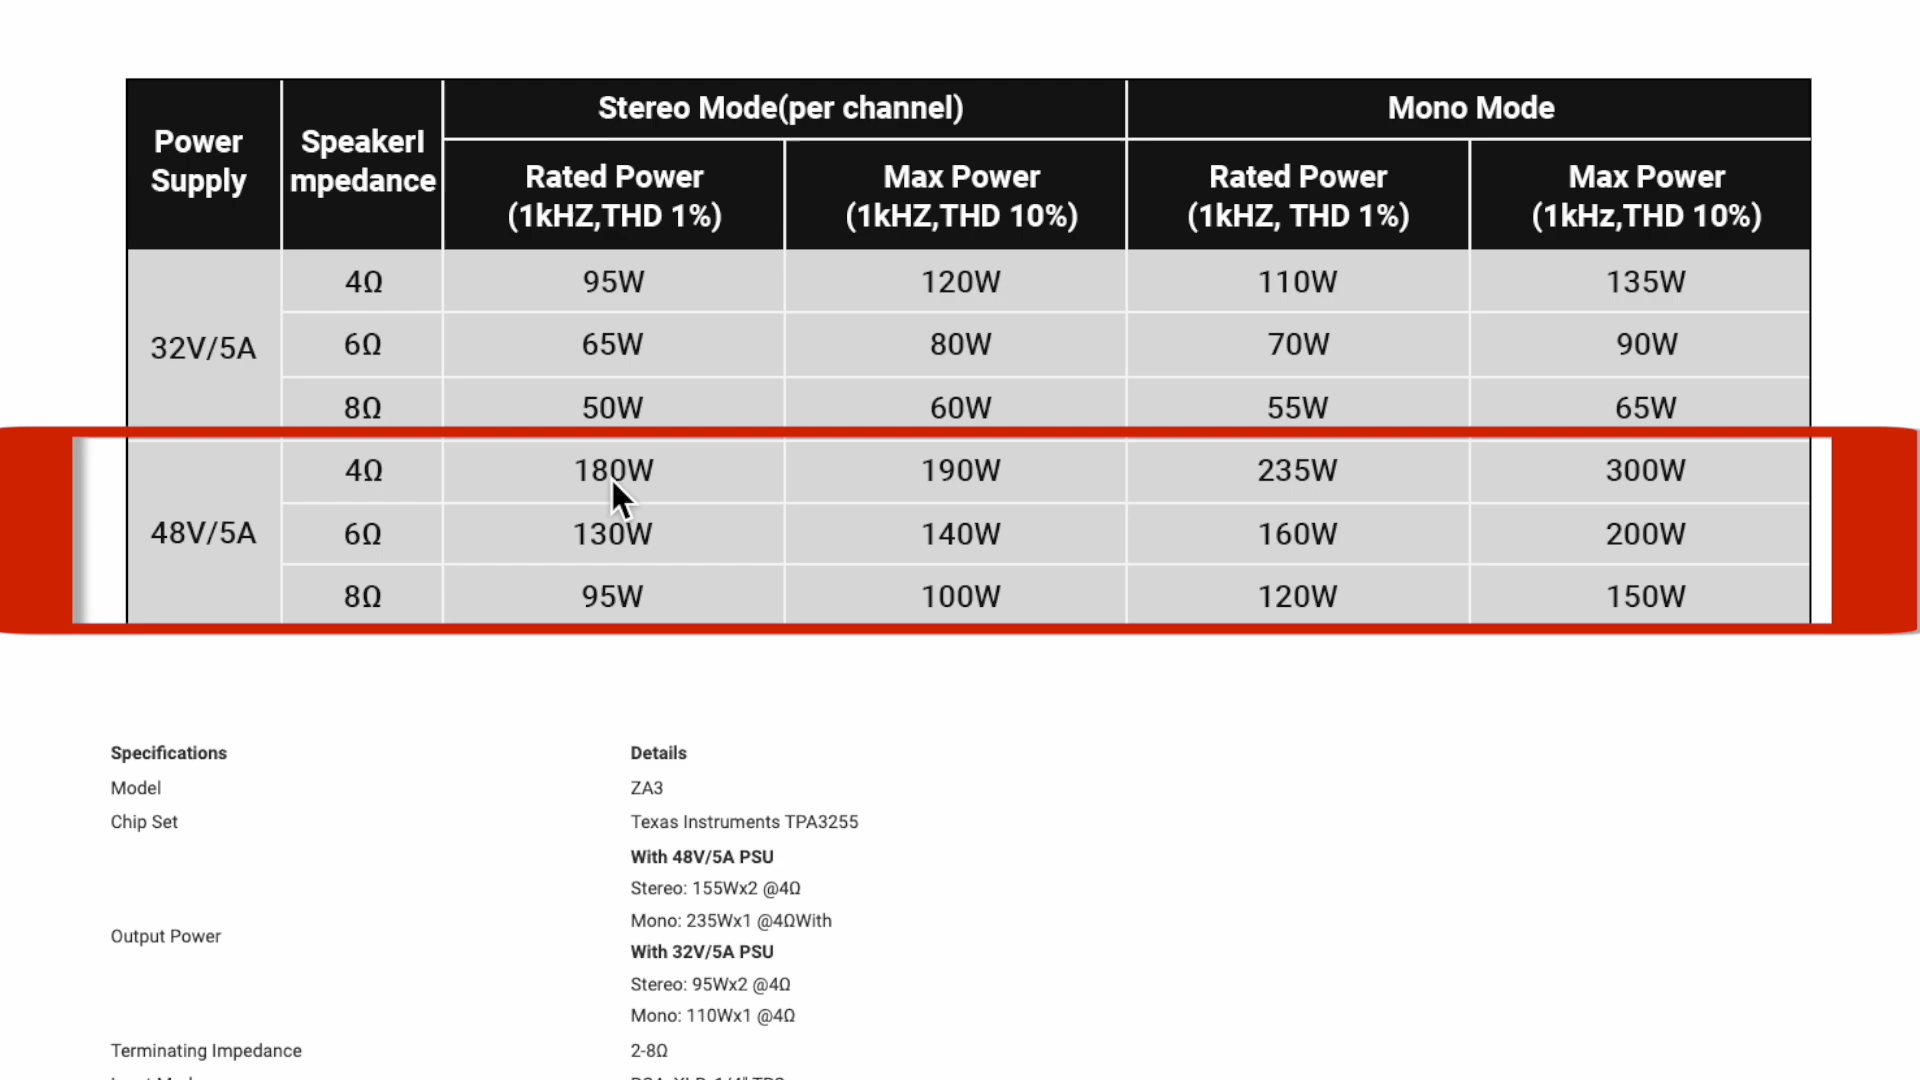 Stereo Mode(per channel) Mono Mode
Power SpeakerI
Supply mpedance
Rated Power Max Power Rated Power Max Power
(1kHZ,THD 1%) (1kHZ,THD 10%) (1kHZ, THD 1%) (1kHz,THD 10%)
4Ω 95W 120W 110W 135W
32V/5A 6Ω 65W 80W 70W 90W
8Ω 50W 60W 55W 65W
4Ω 180W 190W 235W 300W
48V/5A 6Ω 130W 140W 160W 200W
8Ω 95W 100W 120W 150W
Specifications Details
Model ZA3
Chip Set Texas Instruments TPA3255
With 48V/5A PSU
Stereo: 155Wx2 @4Ω
Mono: 235Wx1 @4ΩWith
Output Power
With 32V/5A PSU
Stereo: 95Wx2 @4Ω
Mono: 110Wx1 @4Ω
Terminating Impedance 2-8Ω